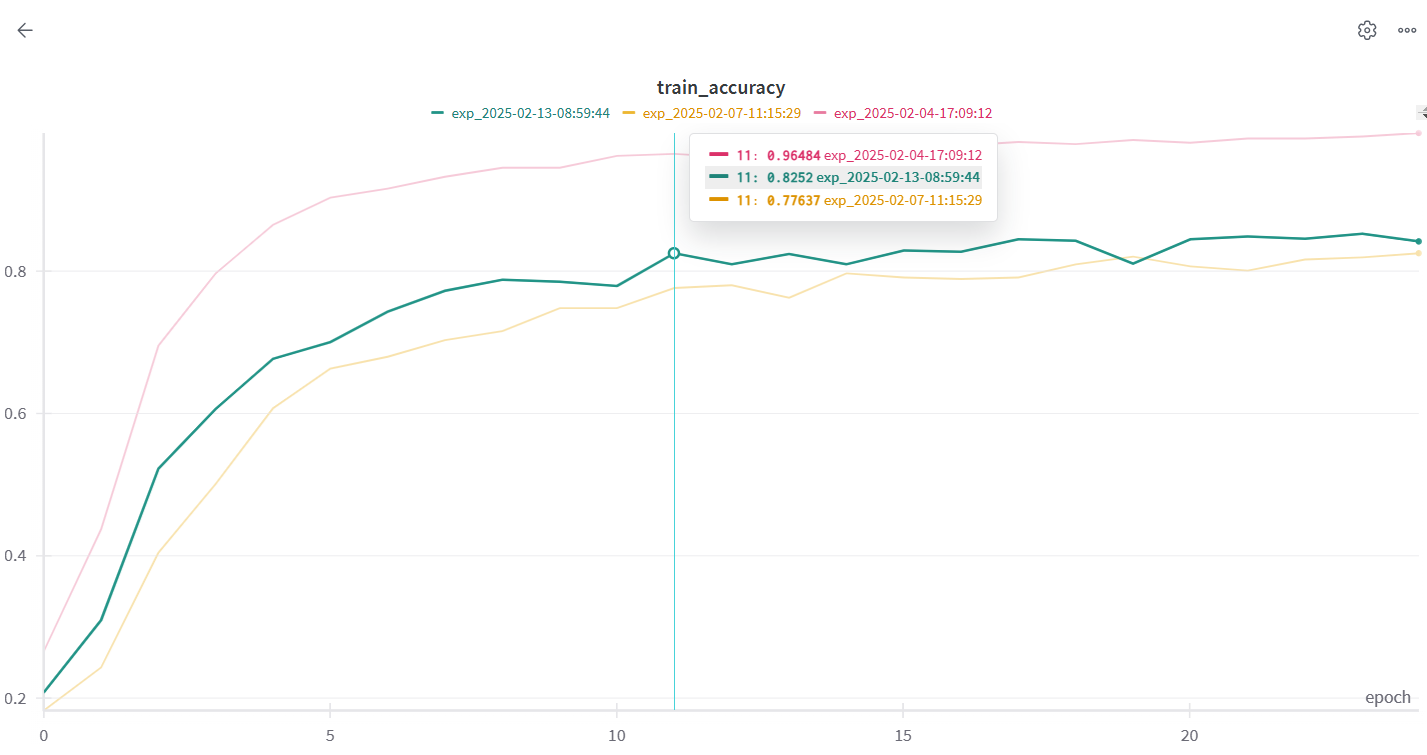 train_accuracy
exp_2025-02-13-08:59:44 exp_2025-02-07-11:15:29 exp_2025-02-04-17:09:12
11: 0.96484 exp_2025-02-04-17:09:12
11: 0.8252 exp_2025-02-13-08:59:44
11: 0.77637 exp_2025-02-07-11:15:29
0.8
0.6
0.4
0.2
epoch
0 5 10 15 20